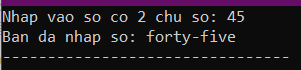 Nhap vao so co 2 chu so: 45
Ban da nhap so: forty-five
--------------------------------